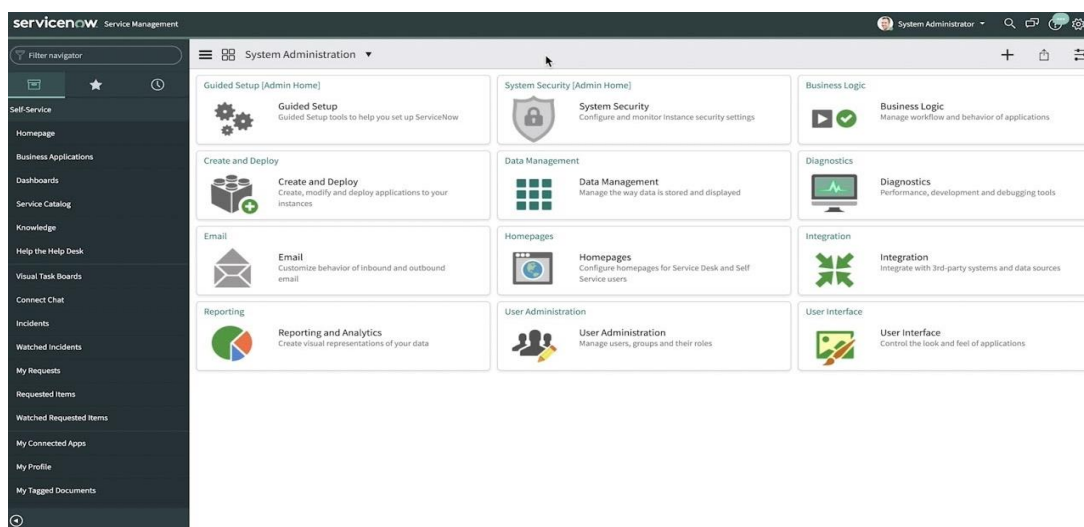 servicenow Service Management
System Administrator
Filter navigator
System Administration
Self-Service
Homepage
Business Applications
Dashboards
Service Catalog
Knowledge
Help the Help Desk
Visual Task Boards
Connect Chat
Incidents
Watched Incidents
My Requests
Requested Items
Watched Requested Items
My Connected Apps
My Profile
My Tagged Documents
Guided Setup [Admin Home]
Guided Setup
Guided Setup tools to help you set up ServiceNow
System Security [Admin Home]
System Security
Configure and monitor instance security settings
Business Logic
Business Logic
Manage workflow and behavior of applications
Create and Deploy
Create and Deploy
Create, modify and deploy applications to your
instances
Data Management
Data Management
Manage the way data is stored and displayed
Diagnostics
Diagnostics
Performance, development and debugging tools
Email
Email
Customize behavior of inbound and outbound
email
Homepages
Homepages
Configure homepages for Service Desk and Self
Service users
Integration
Integration
Integrate with 3rd-party systems and data sources
Reporting
Reporting and Analytics
Create visual representations of your data
User Administration
User Administration
Manage users, groups and their roles
User Interface
User Interface
Control the look and feel of applications